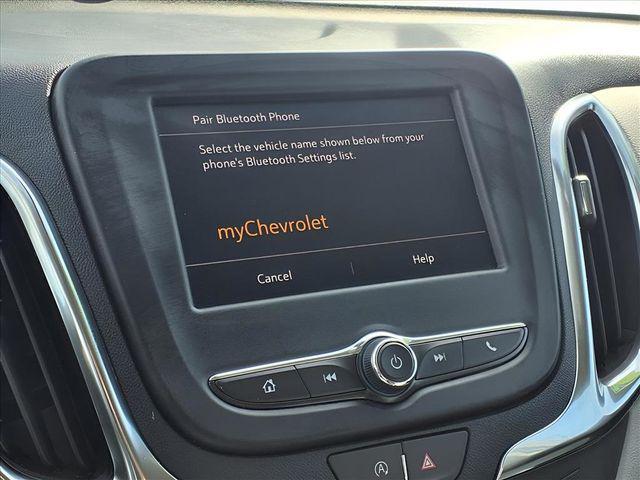 Pair Bluetooth Phone
Select the vehicle name shown below from your
phone's Bluetooth Settings list.
myChevrolet
Cancel Help